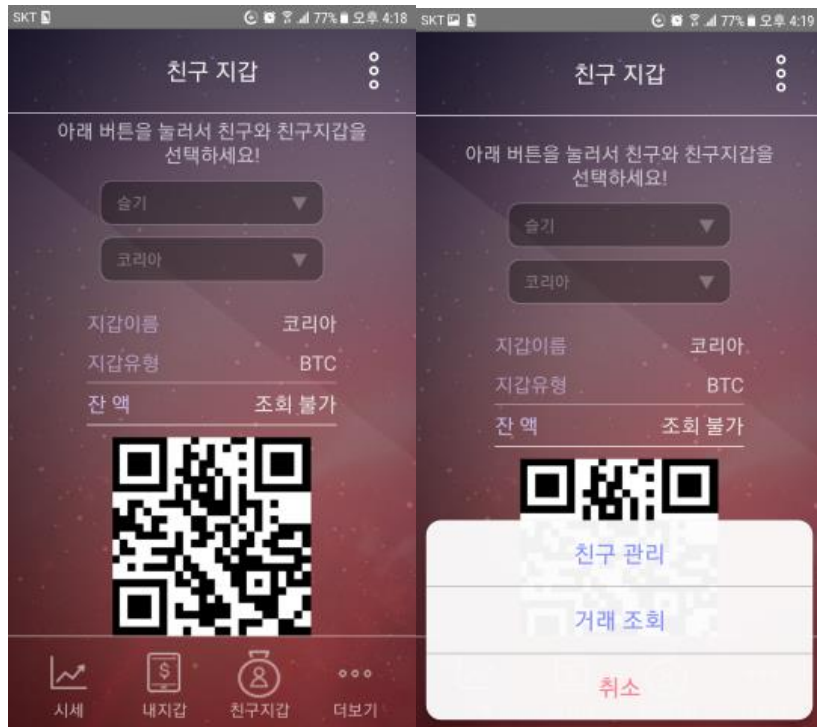 SKT 77% 오후 4:18
친구 지갑
아래 버튼을 눌러서 친구와 친구지갑을
선택하세요!
슬기
코리아
지갑이름 코리아
지갑유형 BTC
잔 액 조회 불가
시세 내지갑 친구지갑 더보기
SKT 77% 오후 4:19
친구 지갑
아래 버튼을 눌러서 친구와 친구지갑을
선택하세요!
슬기
코리아
지갑이름 코리아
지갑유형 BTC
잔 액 조회 불가
친구 관리
거래 조회
취소